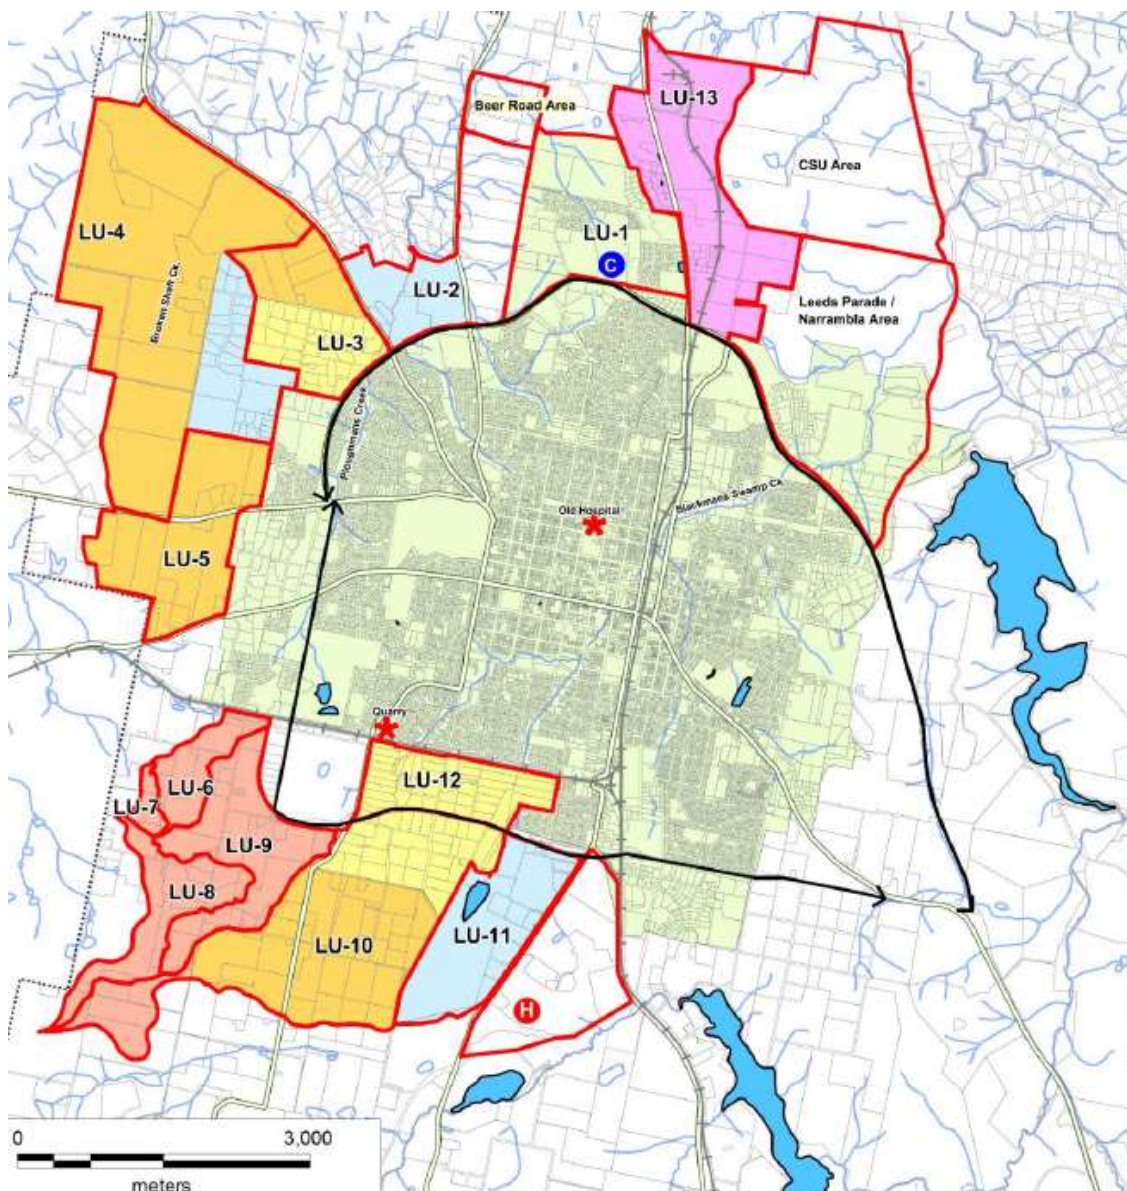 Beer Road Area
LU-13
CSU Area
LU-4
LU-1
C
LU-2
Broken Shaft Ck.
Leeds Parade /
Narrambla Area
LU-3
Ploughmans Creek
Blackmans Swamp Ck
Old Hospital
LU-5
Quarry
LU-12
LU-6
LU-7
LU-9
LU-8
LU-10
LU-11
H
0 3,000
meters